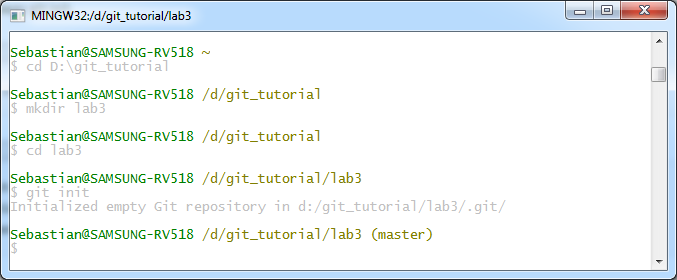 MINGW32:/d/git_tutorial/lab3
Sebastian@SAMSUNG-RV518 ~
$ cd D:\git_tutorial
Sebastian@SAMSUNG-RV518 /d/git_tutorial
$ mkdir lab3
Sebastian@SAMSUNG-RV518 /d/git_tutorial
$ cd lab3
Sebastian@SAMSUNG-RV518 /d/git_tutorial/lab3
$ git init
Initialized empty Git repository in d:/git_tutorial/lab3/.git/
Sebastian@SAMSUNG-RV518 /d/git_tutorial/lab3 (master)
$